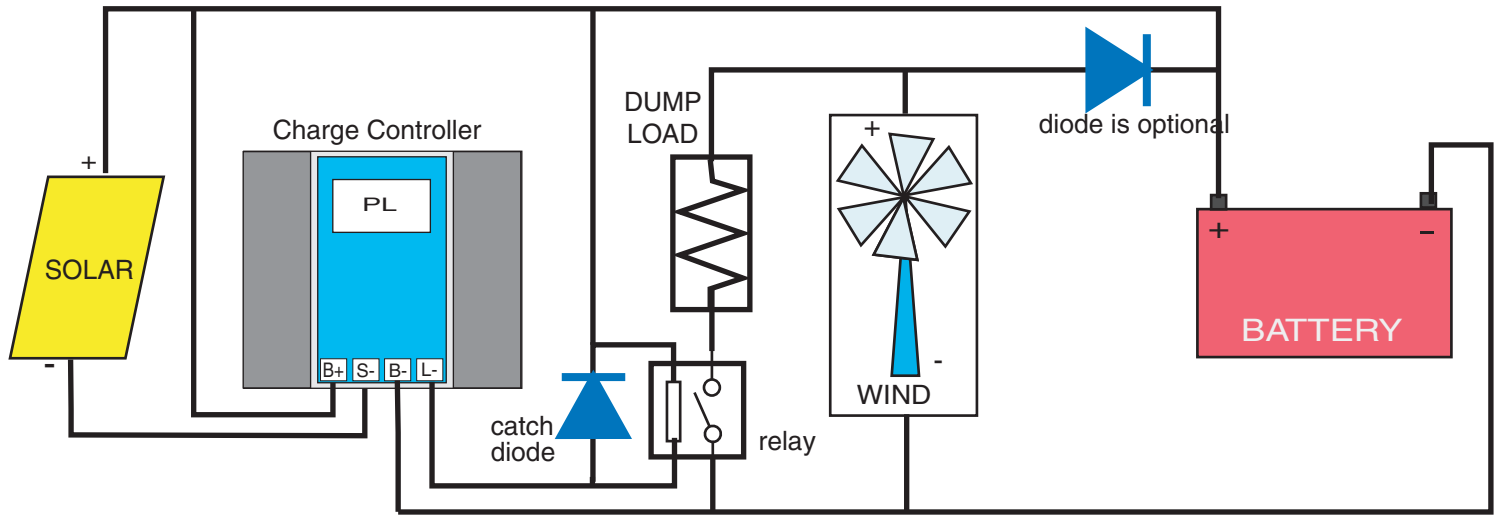 DUMP
LOAD
diode is optional
Charge Controller
+
+
PL
SOLAR
+
-
BATTERY
-
B+ S- B- L-
-
WIND
catch
diode
relay